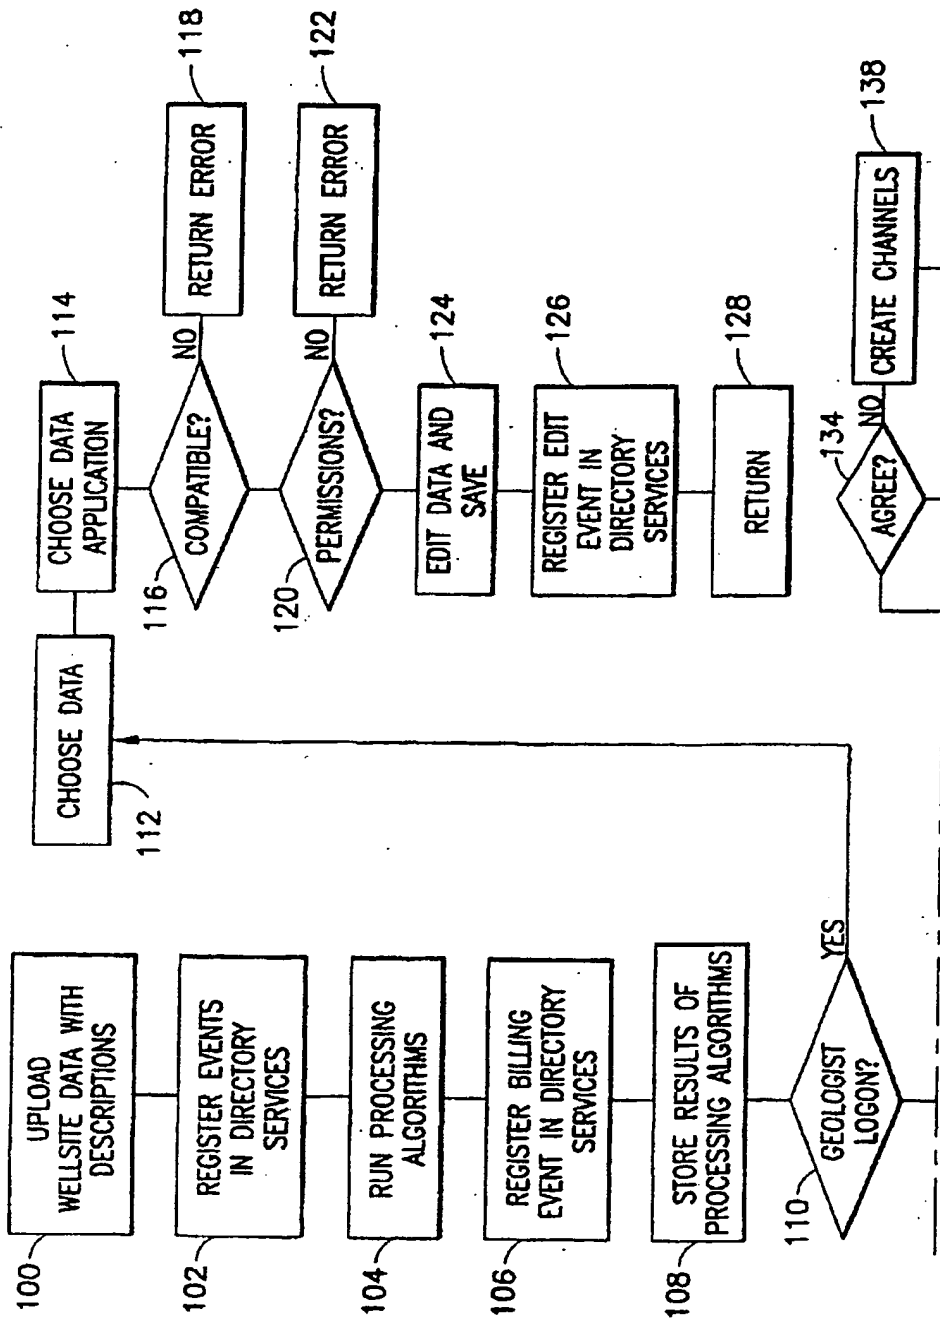 100
UPLOAD
WELLSITE DATA WITH
DESCRIPTIONS
102
REGISTER EVENTS
IN DIRECTORY
SERVICES
104
RUN PROCESSING
ALGORITHMS
106
REGISTER BILLING
EVENT IN DIRECTORY
SERVICES
108
STORE RESULTS OF
PROCESSING ALGORITHMS
110
GEOLOGIST
LOGON?
YES
112
CHOOSE DATA
CHOOSE DATA
APPLICATION
114
116
COMPATIBLE?
NO
RETURN ERROR
118
120
PERMISSIONS?
NO
RETURN ERROR
122
EDIT DATA AND
SAVE
124
REGISTER EDIT
EVENT IN
DIRECTORY
SERVICES
126
RETURN
128
134
AGREE?
NO
CREATE CHANNELS
138